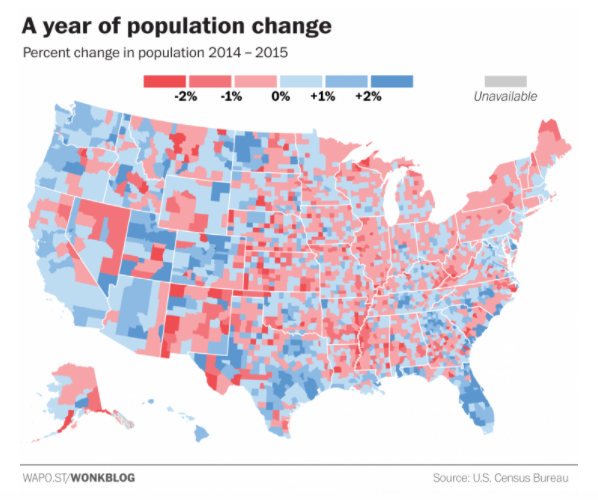 A year of population change
Percent change in population 2014 – 2015
-2% -1% 0% +1% +2%
Unavailable
WAPO.ST/WONKBLOG
Source: U.S. Census Bureau